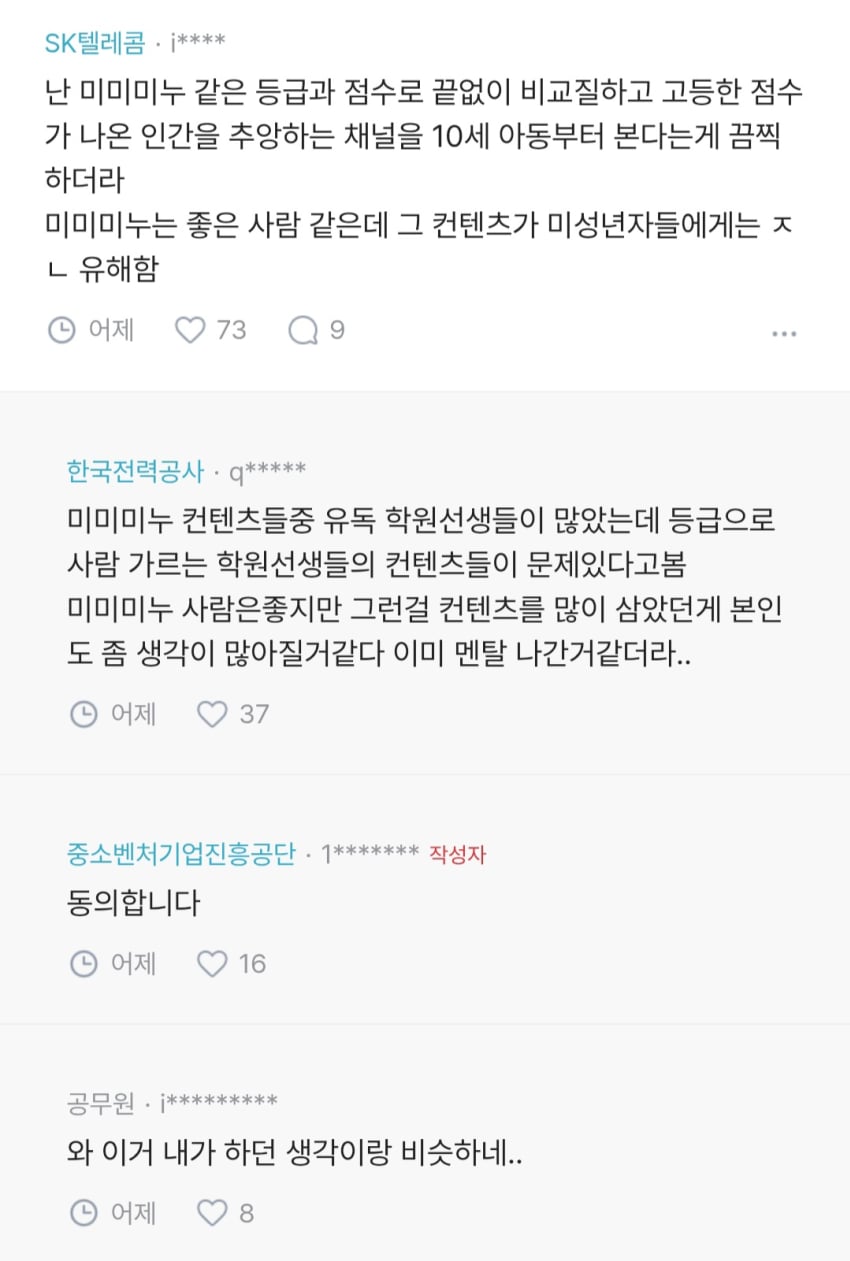 SK텔레콤 · i****
난 미미미누 같은 등급과 점수로 끝없이 비교질하고 고등한 점수
가 나온 인간을 추앙하는 채널을 10세 아동부터 본다는게 끔찍
하더라
미미미누는 좋은 사람 같은데 그 컨텐츠가 미성년자들에게는 ㅈ
ㄴ 유해함
어제 73 9
한국전력공사 · q*****
미미미누 컨텐츠들중 유독 학원선생들이 많았는데 등급으로
사람 가르는 학원선생들의 컨텐츠들이 문제있다고봄
미미미누 사람은좋지만 그런걸 컨텐츠를 많이 삼았던게 본인
도 좀 생각이 많아질거같다 이미 멘탈 나간거같더라..
어제 37
중소벤처기업진흥공단 · 1******* 작성자
동의합니다
어제 16
공무원 · i*********
와 이거 내가 하던 생각이랑 비슷하네..
어제 8